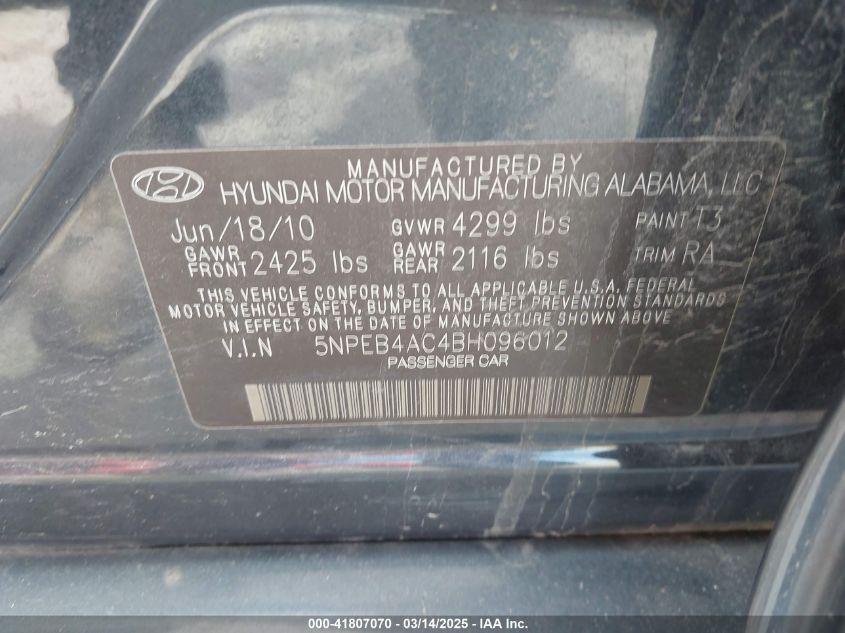 MANUFACTURED BY
HYUNDAI MOTOR MANUFACTURING ALABAMA, LLC
Jun/18/10 GVWR 4299 lbs PAINT T3
GAWR FRONT 2425 lbs GAWR REAR 2116 lbs TRIM RA
THIS VEHICLE CONFORMS TO ALL APPLICABLE U.S.A. FEDERAL
MOTOR VEHICLE SAFETY, BUMPER, AND THEFT PREVENTION STANDARDS
IN EFFECT ON THE DATE OF MANUFACTURE SHOWN ABOVE
V.I.N 5NPEB4AC4BH096012
PASSENGER CAR
000-41807070 — 03/14/2025 — IAA Inc.